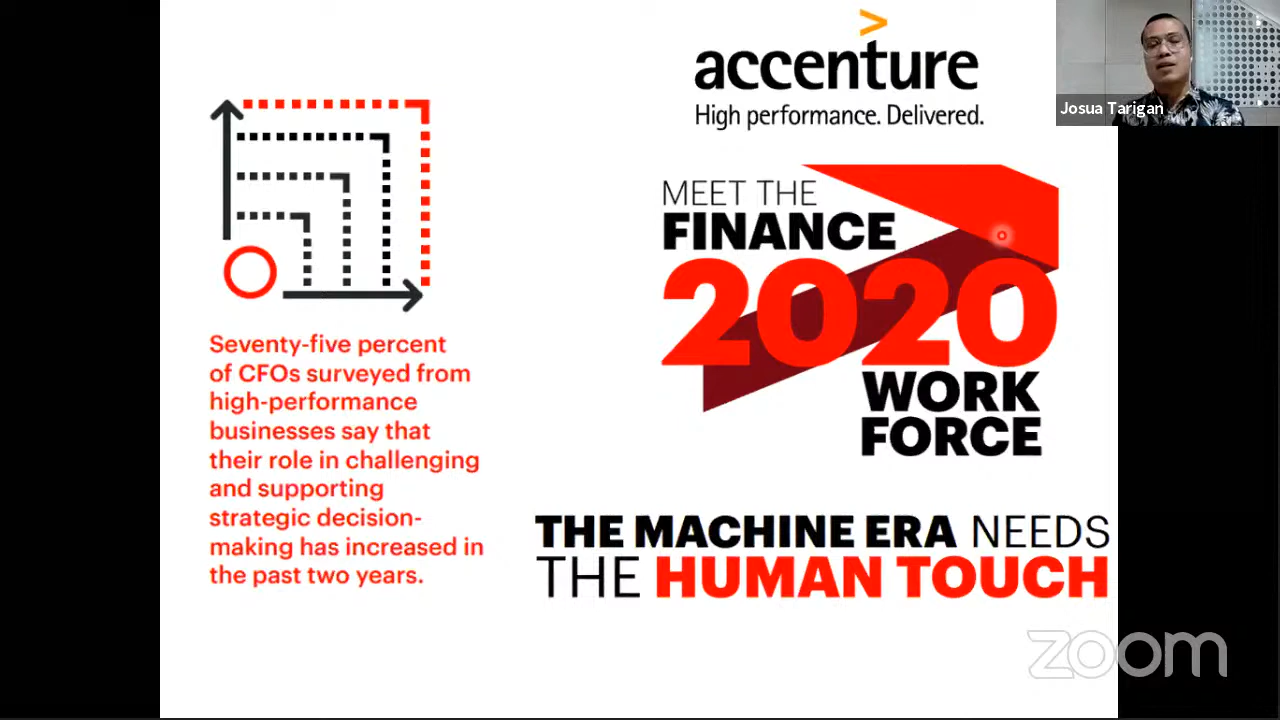 accenture
High performance. Delivered.
Josua Tarigan
MEET THE
FINANCE
2020
WORK
FORCE
Seventy-five percent
of CFOs surveyed from
high-performance
businesses say that
their role in challenging
and supporting
strategic decision-
making has increased in
the past two years.
THE MACHINE ERA NEEDS
THE HUMAN TOUCH
zoom